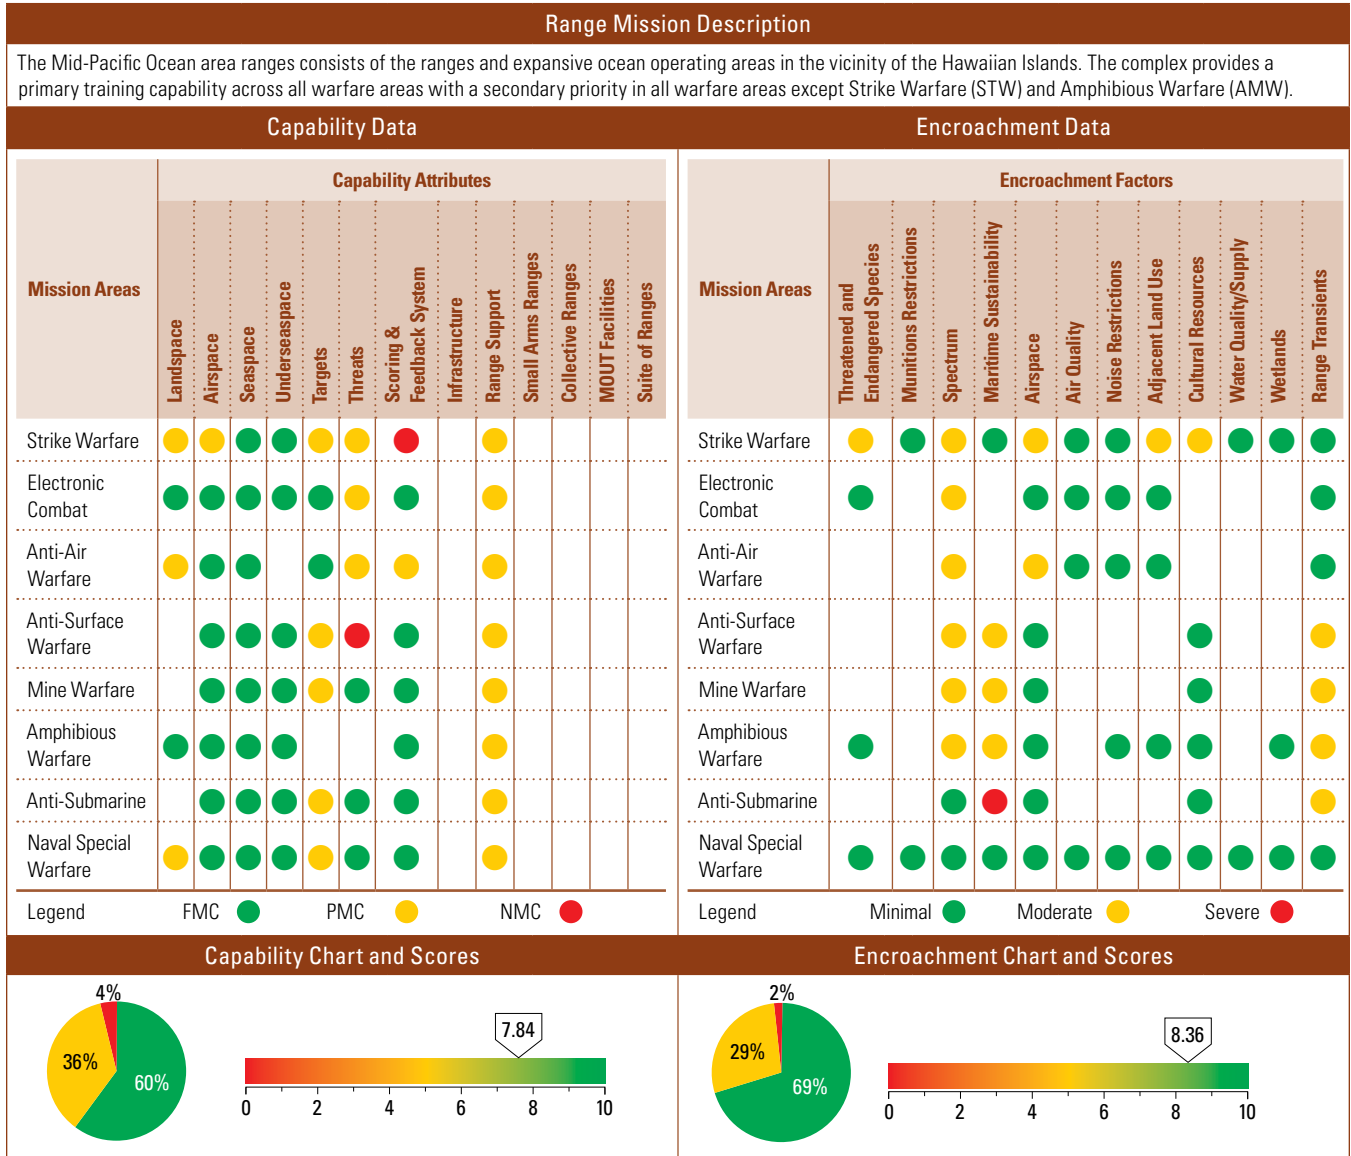 Range Mission Description
The Mid-Pacific Ocean area ranges consists of the ranges and expansive ocean operating areas in the vicinity of the Hawaiian Islands. The complex provides a
primary training capability across all warfare areas with a secondary priority in all warfare areas except Strike Warfare (STW) and Amphibious Warfare (AMW).
Capability Data
Mission Areas
Capability Attributes
Landspace
Airspace
Seaspace
Underseaspace
Targets
Threats
Scoring &
Feedback System
Infrastructure
Range Support
Small Arms Ranges
Collective Ranges
MOUT Facilities
Suite of Ranges
Strike Warfare
Electronic
Combat
Anti-Air
Warfare
Anti-Surface
Warfare
Mine Warfare
Amphibious
Warfare
Anti-Submarine
Naval Special
Warfare
Legend
FMC
PMC
NMC
Encroachment Data
Mission Areas
Encroachment Factors
Threatened and
Endangered Species
Munitions Restrictions
Spectrum
Maritime Sustainability
Airspace
Air Quality
Noise Restrictions
Adjacent Land Use
Cultural Resources
Water Quality/Supply
Wetlands
Range Transients
Strike Warfare
Electronic
Combat
Anti-Air
Warfare
Anti-Surface
Warfare
Mine Warfare
Amphibious
Warfare
Anti-Submarine
Naval Special
Warfare
Legend
Minimal
Moderate
Severe
Capability Chart and Scores
4%
36%
60%
7.84
0 2 4 6 8 10
Encroachment Chart and Scores
2%
29%
69%
8.36
0 2 4 6 8 10